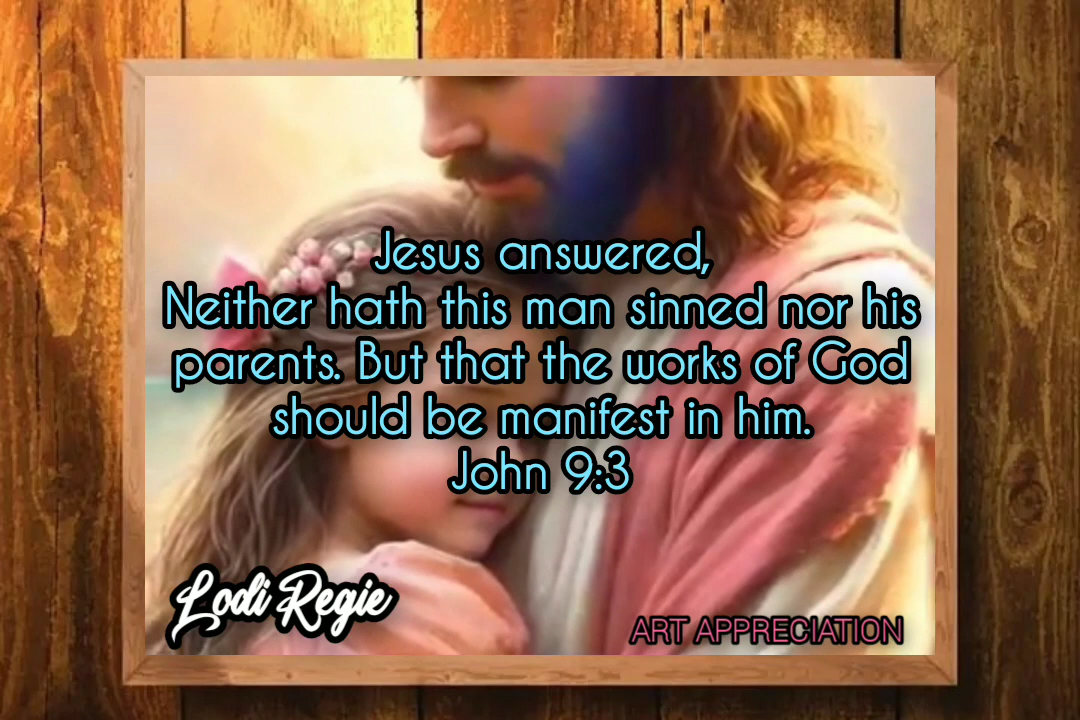 Jesus answered,
Neither hath this man sinned nor his
parents. But that the works of God
should be manifest in him.
John 9:3
Lodi Regie
ART APPRECIATION